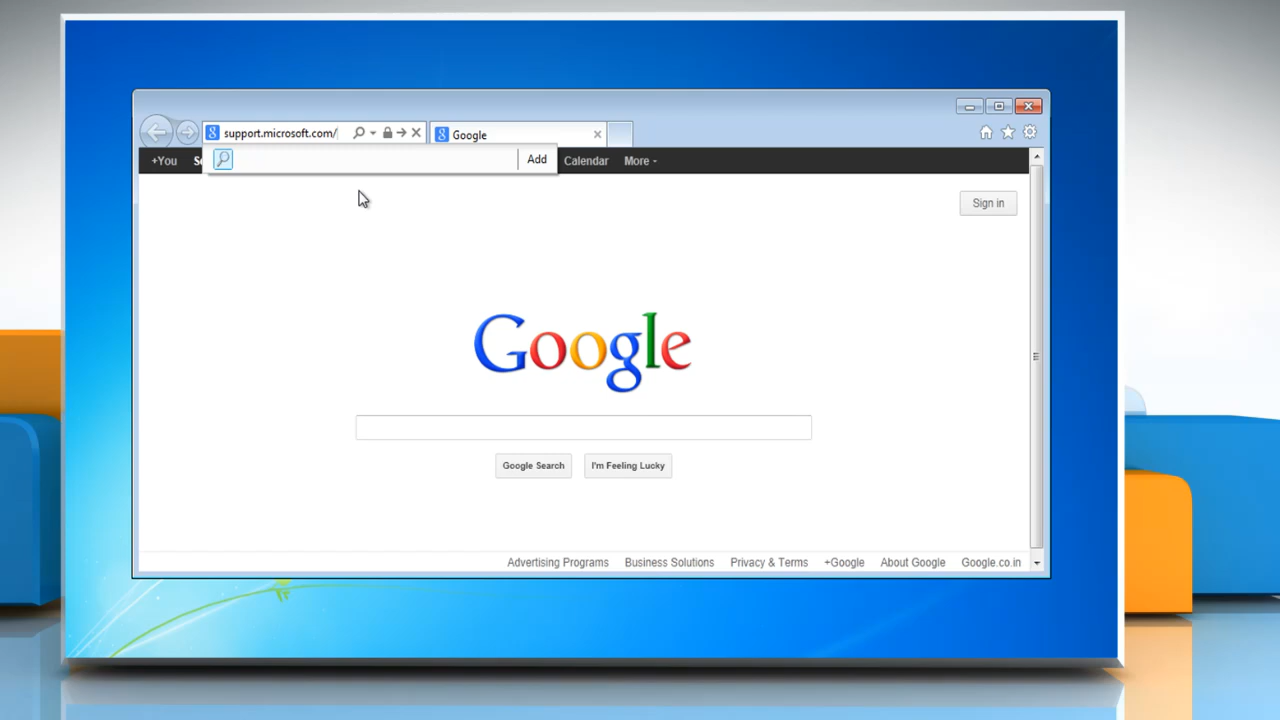 support.microsoft.com/
Google
+You
Add
Calendar
More
Sign in
Google
Google Search
I'm Feeling Lucky
Advertising Programs
Business Solutions
Privacy & Terms
+Google
About Google
Google.co.in